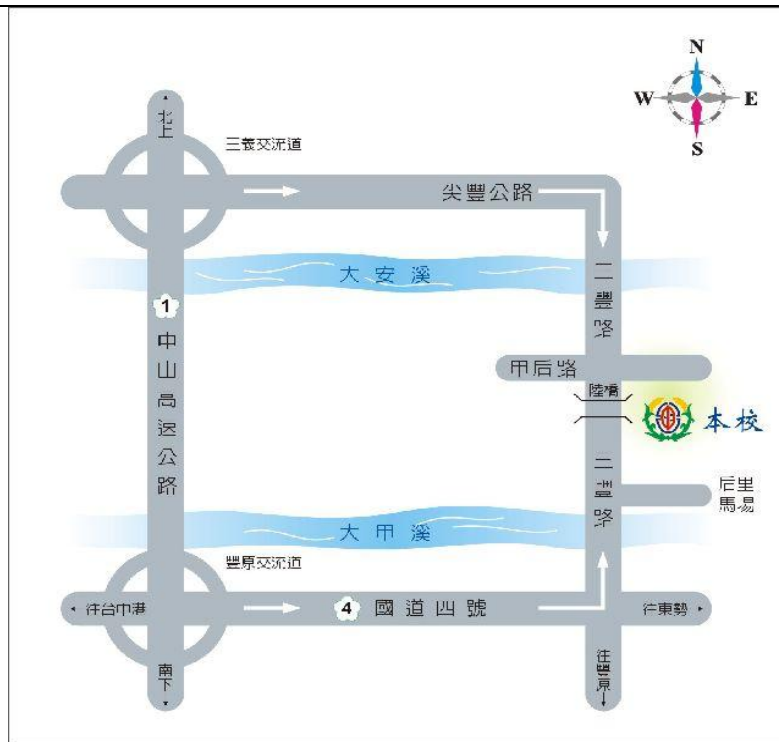 N
W
E
S
北上
三義交流道
尖豐公路
大安溪
二豐路
1
中山高速公路
甲后路
陸橋
本校
三豐路
后里
馬場
大甲溪
豐原交流道
往台中港
4
國道四號
往東勢
南下
往豐原